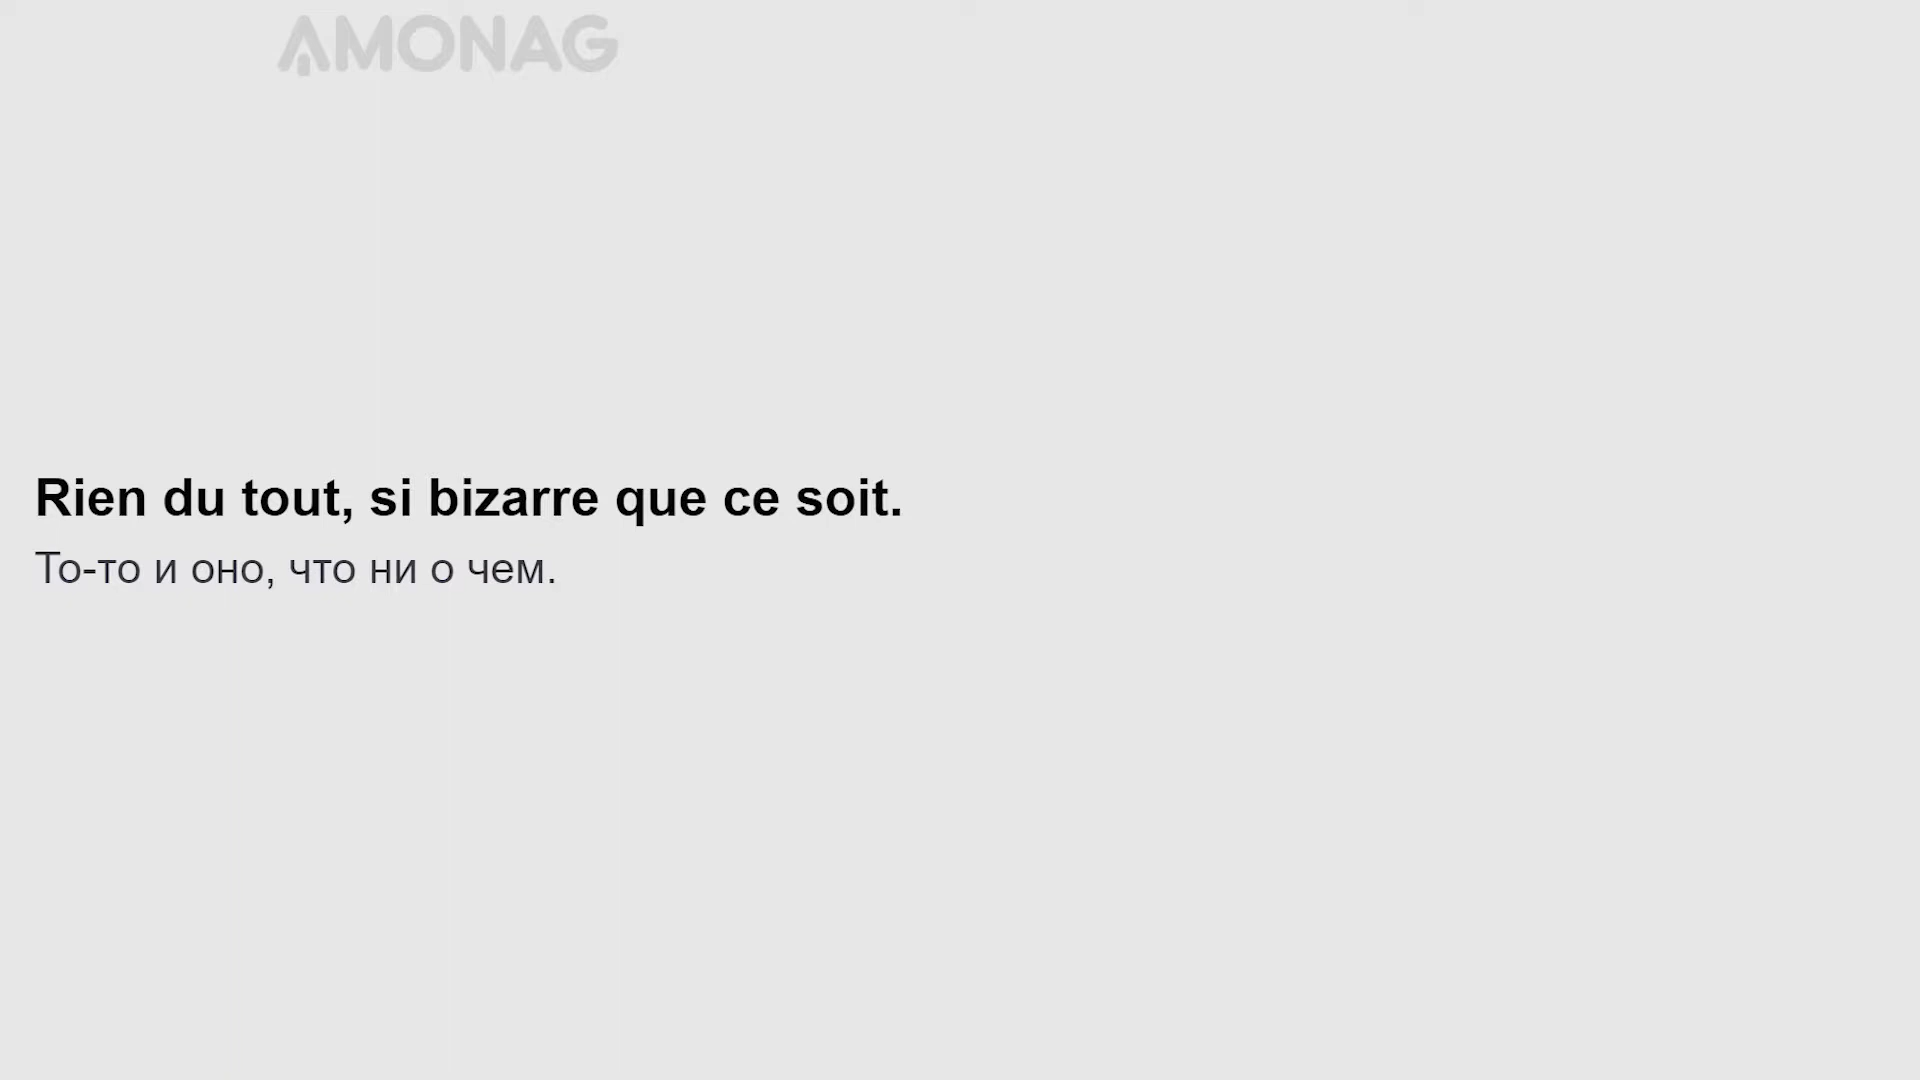 AMONAG
Rien du tout, si bizarre que ce soit.
То-то и оно, что ни о чем.